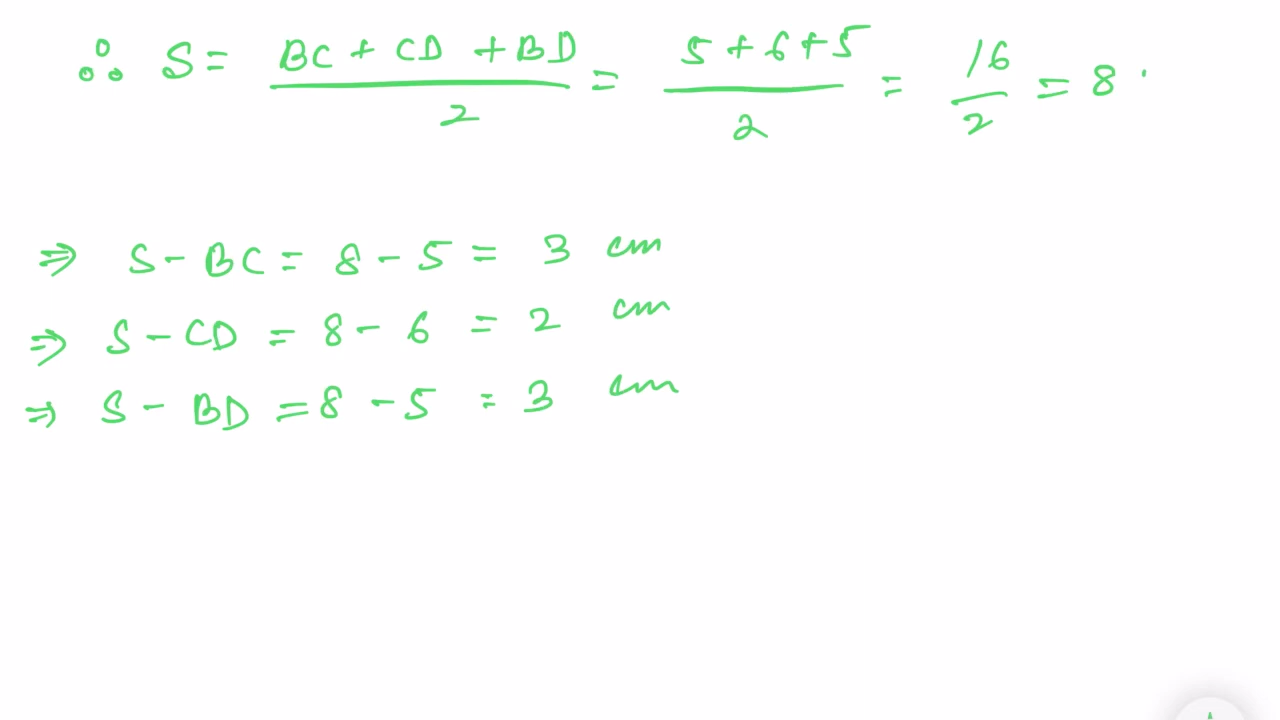 ∴ S = (BC + CD + BD)/2 = (5 + 6 + 5)/2 = 16/2 = 8 .
⇒ S - BC = 8 - 5 = 3 cm
⇒ S - CD = 8 - 6 = 2 cm
⇒ S - BD = 8 - 5 = 3 cm